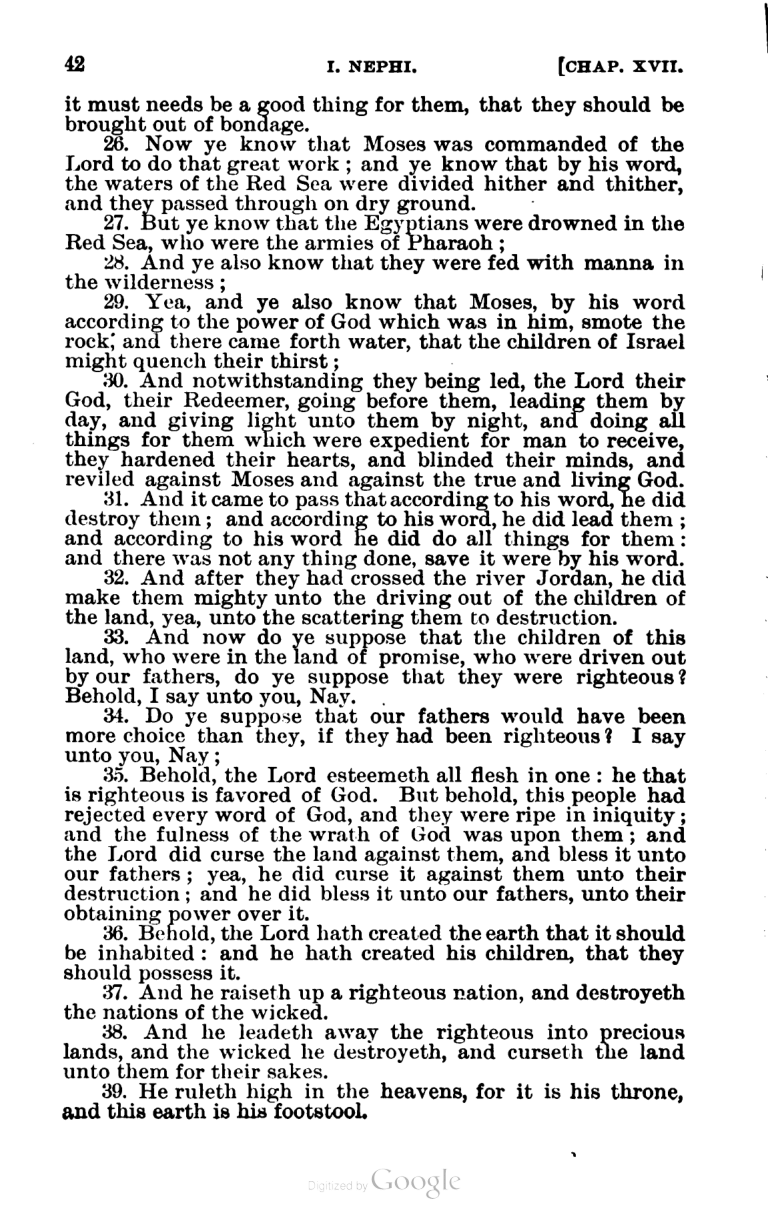 42 I. NEPHI. [CHAP. XVII.
it must needs be a good thing for them, that they should be
brought out of bondage.
26. Now ye know that Moses was commanded of the
Lord to do that great work ; and ye know that by his word,
the waters of the Red Sea were divided hither and thither,
and they passed through on dry ground.
27. But ye know that the Egyptians were drowned in the
Red Sea, who were the armies of Pharaoh ;
28. And ye also know that they were fed with manna in
the wilderness ;
29. Yea, and ye also know that Moses, by his word
according to the power of God which was in him, smote the
rock; and there came forth water, that the children of Israel
might quench their thirst ;
30. And notwithstanding they being led, the Lord their
God, their Redeemer, going before them, leading them by
day, and giving light unto them by night, and doing all
things for them which were expedient for man to receive,
they hardened their hearts, and blinded their minds, and
reviled against Moses and against the true and living God.
31. And it came to pass that according to his word, he did
destroy them ; and according to his word, he did lead them ;
and according to his word he did do all things for them :
and there was not any thing done, save it were by his word.
32. And after they had crossed the river Jordan, he did
make them mighty unto the driving out of the children of
the land, yea, unto the scattering them to destruction.
33. And now do ye suppose that the children of this
land, who were in the land of promise, who were driven out
by our fathers, do ye suppose that they were righteous?
Behold, I say unto you, Nay.
34. Do ye suppose that our fathers would have been
more choice than they, if they had been righteous? I say
unto you, Nay ;
35. Behold, the Lord esteemeth all flesh in one : he that
is righteous is favored of God. But behold, this people had
rejected every word of God, and they were ripe in iniquity ;
and the fulness of the wrath of God was upon them ; and
the Lord did curse the land against them, and bless it unto
our fathers ; yea, he did curse it against them unto their
destruction ; and he did bless it unto our fathers, unto their
obtaining power over it.
36. Behold, the Lord hath created the earth that it should
be inhabited : and he hath created his children, that they
should possess it.
37. And he raiseth up a righteous nation, and destroyeth
the nations of the wicked.
38. And he leadeth away the righteous into precious
lands, and the wicked he destroyeth, and curseth the land
unto them for their sakes.
39. He ruleth high in the heavens, for it is his throne,
and this earth is his footstool.
Digitized by Google